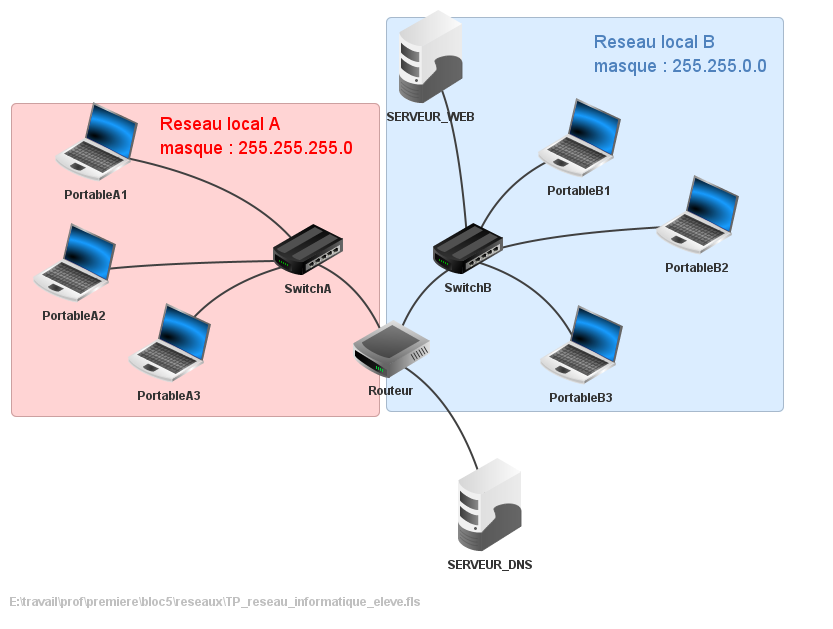 Reseau local B
masque : 255.255.0.0
SERVEUR_WEB
Reseau local A
masque : 255.255.255.0
PortableA1
PortableB1
PortableB2
SwitchA
SwitchB
PortableA2
PortableA3
Routeur
PortableB3
SERVEUR_DNS
E:\travail\prof\premiere\bloc5\reseaux\TP_reseau_informatique_eleve.fls